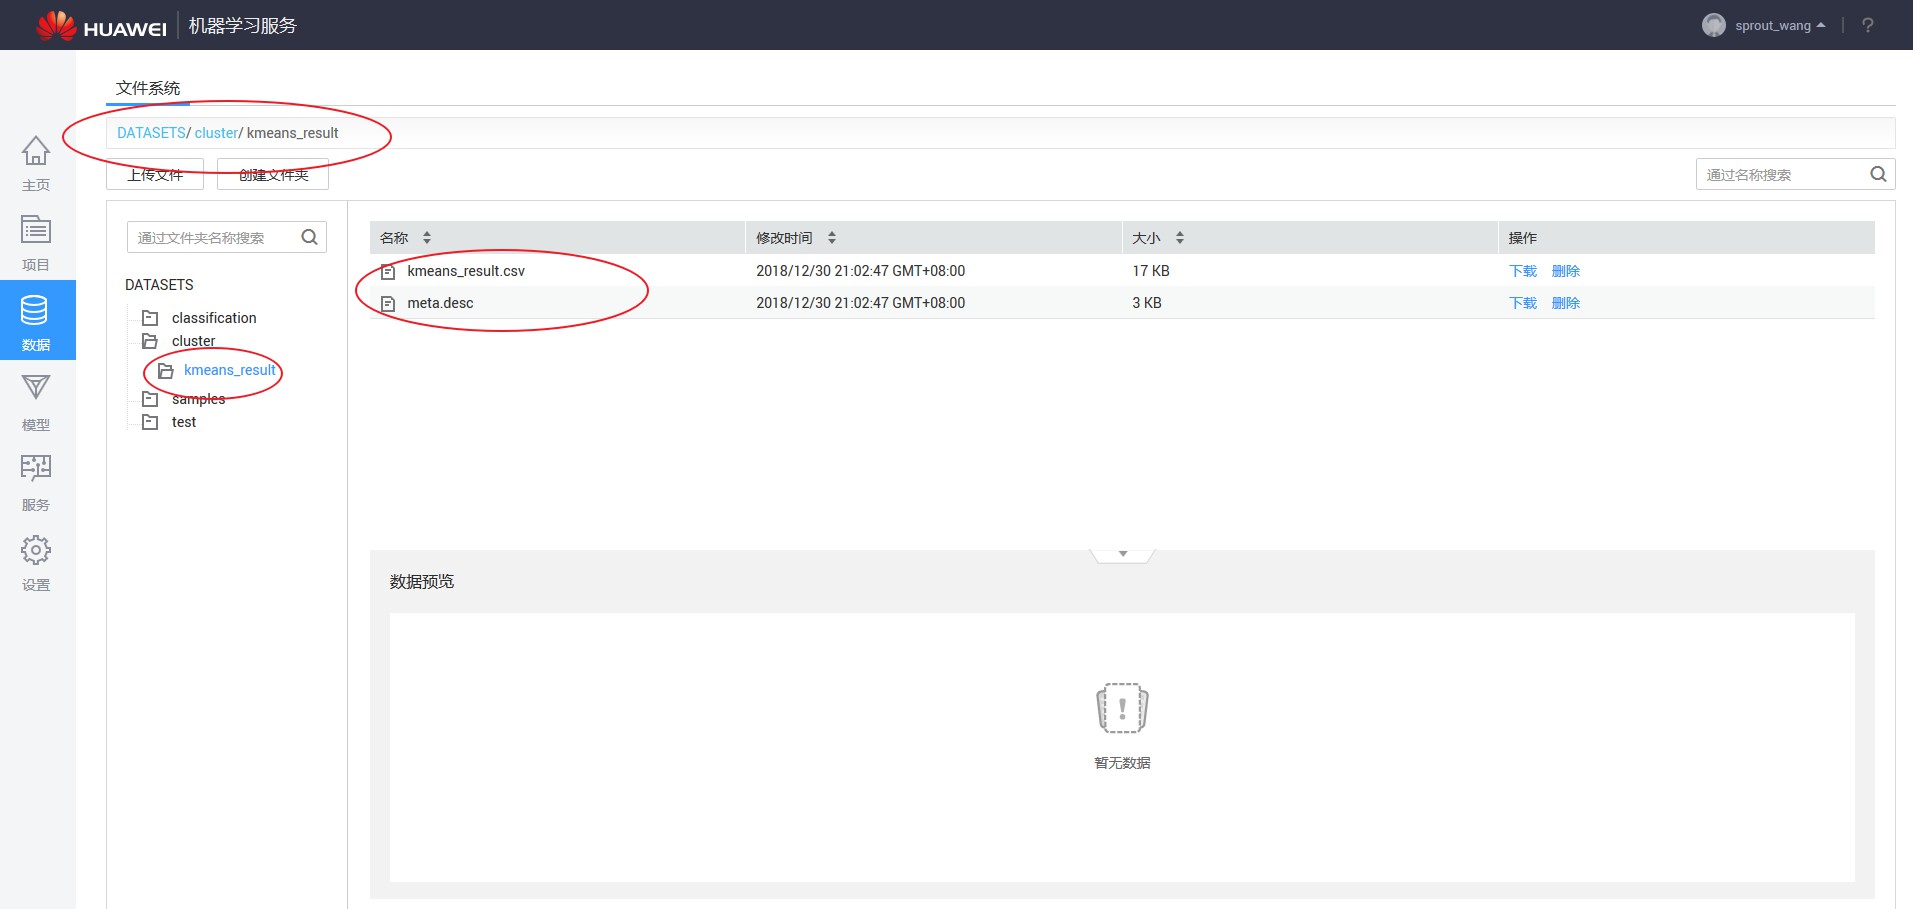 HUAWEI 机器学习服务 sprout_wang ?
文件系统
DATASETS/ cluster/ kmeans_result
上传文件 创建文件夹 通过名称搜索
通过文件夹名称搜索
DATASETS
classification
cluster
kmeans_result
samples
test
名称 修改时间 大小 操作
kmeans_result.csv 2018/12/30 21:02:47 GMT+08:00 17 KB 下载 删除
meta.desc 2018/12/30 21:02:47 GMT+08:00 3 KB 下载 删除
数据预览
暂无数据
主页
项目
数据
模型
服务
设置